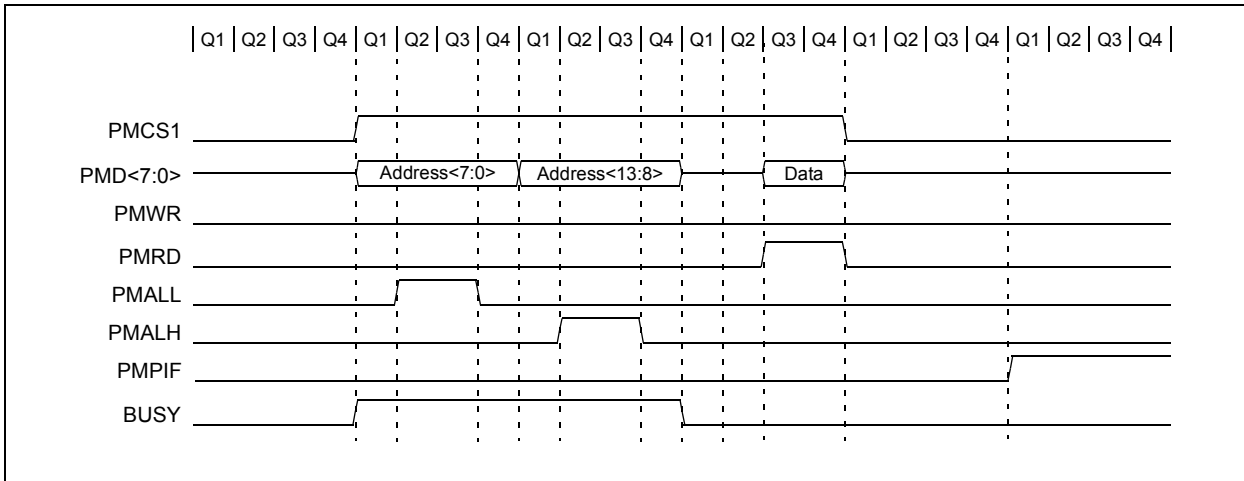 Q1 Q2 Q3 Q4 Q1 Q2 Q3 Q4 Q1 Q2 Q3 Q4 Q1 Q2 Q3 Q4 Q1 Q2 Q3 Q4 Q1 Q2 Q3 Q4
PMCS1
PMD<7:0> Address<7:0> Address<13:8> Data
PMWR
PMRD
PMALL
PMALH
PMPIF
BUSY